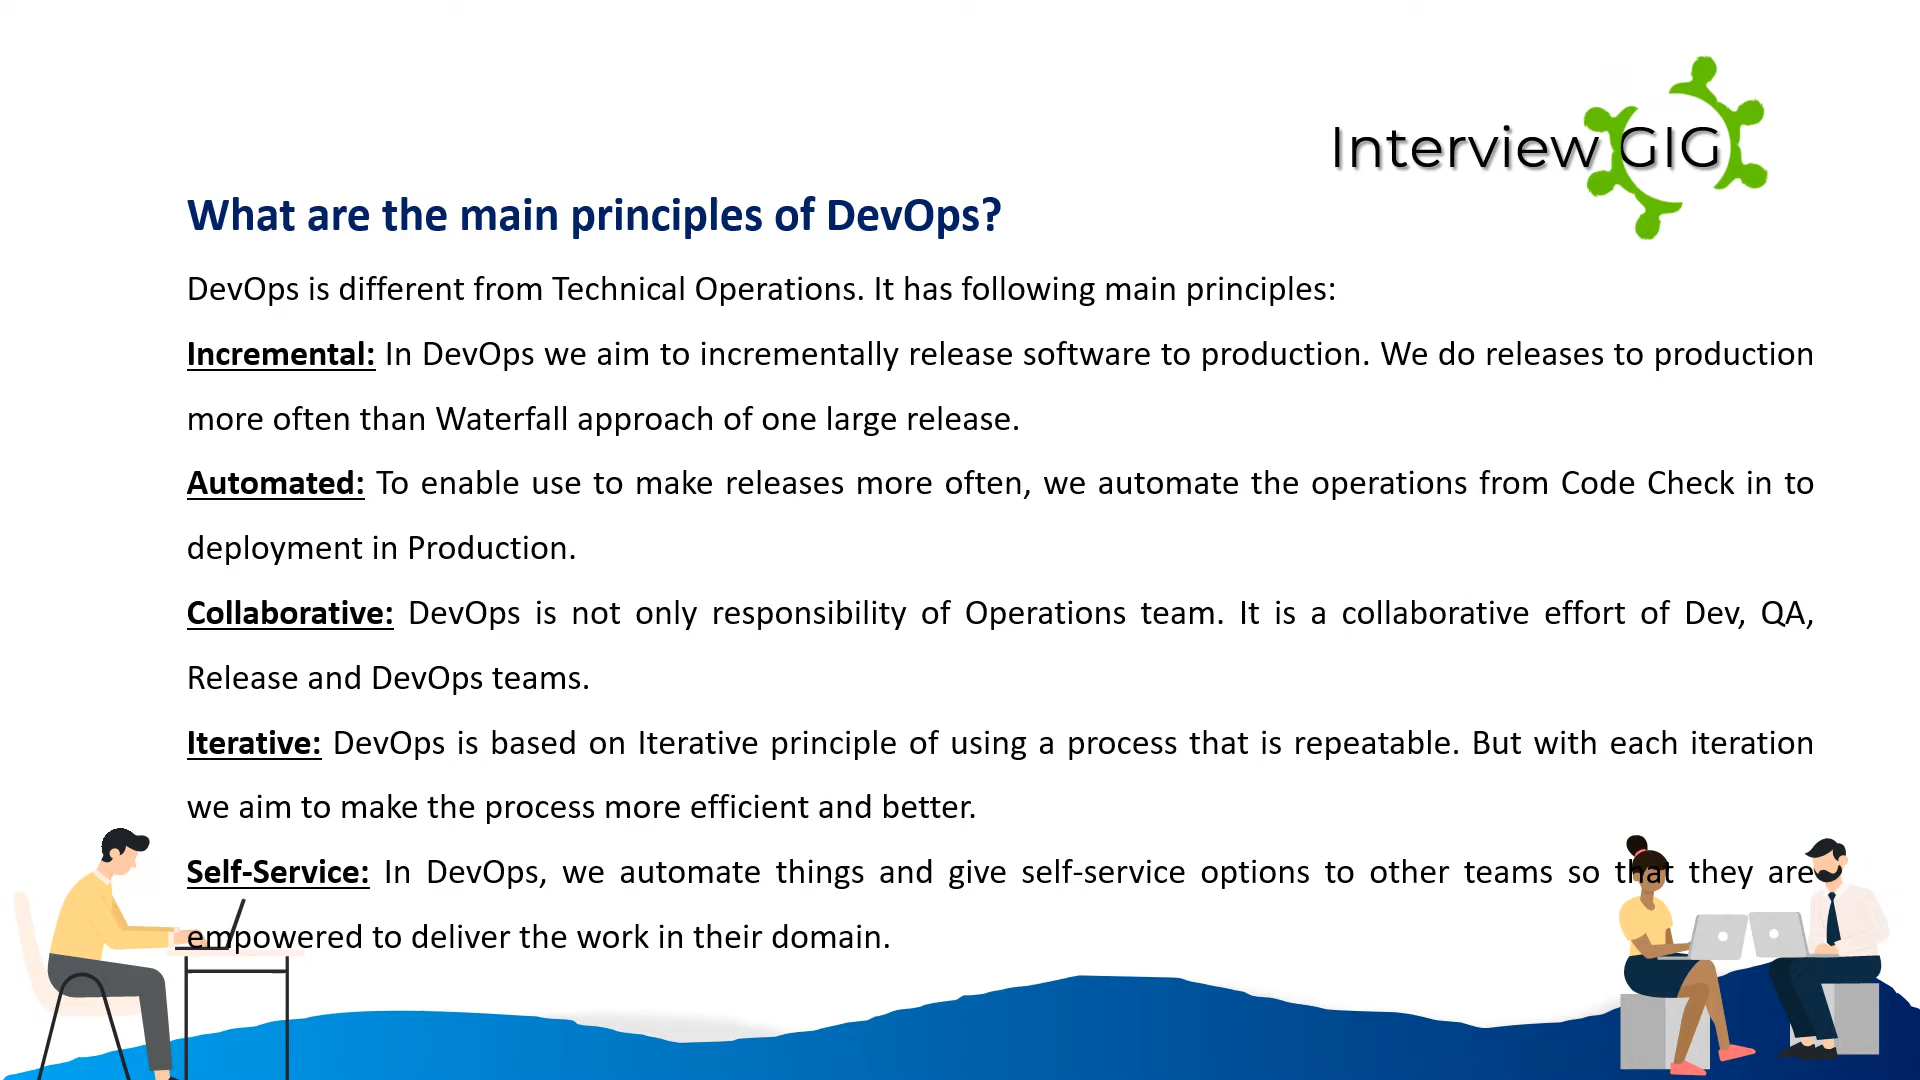 Interview GIG
What are the main principles of DevOps?
DevOps is different from Technical Operations. It has following main principles:
Incremental: In DevOps we aim to incrementally release software to production. We do releases to production
more often than Waterfall approach of one large release.
Automated: To enable use to make releases more often, we automate the operations from Code Check in to
deployment in Production.
Collaborative: DevOps is not only responsibility of Operations team. It is a collaborative effort of Dev, QA,
Release and DevOps teams.
Iterative: DevOps is based on Iterative principle of using a process that is repeatable. But with each iteration
we aim to make the process more efficient and better.
Self-Service: In DevOps, we automate things and give self-service options to other teams so that they are
empowered to deliver the work in their domain.